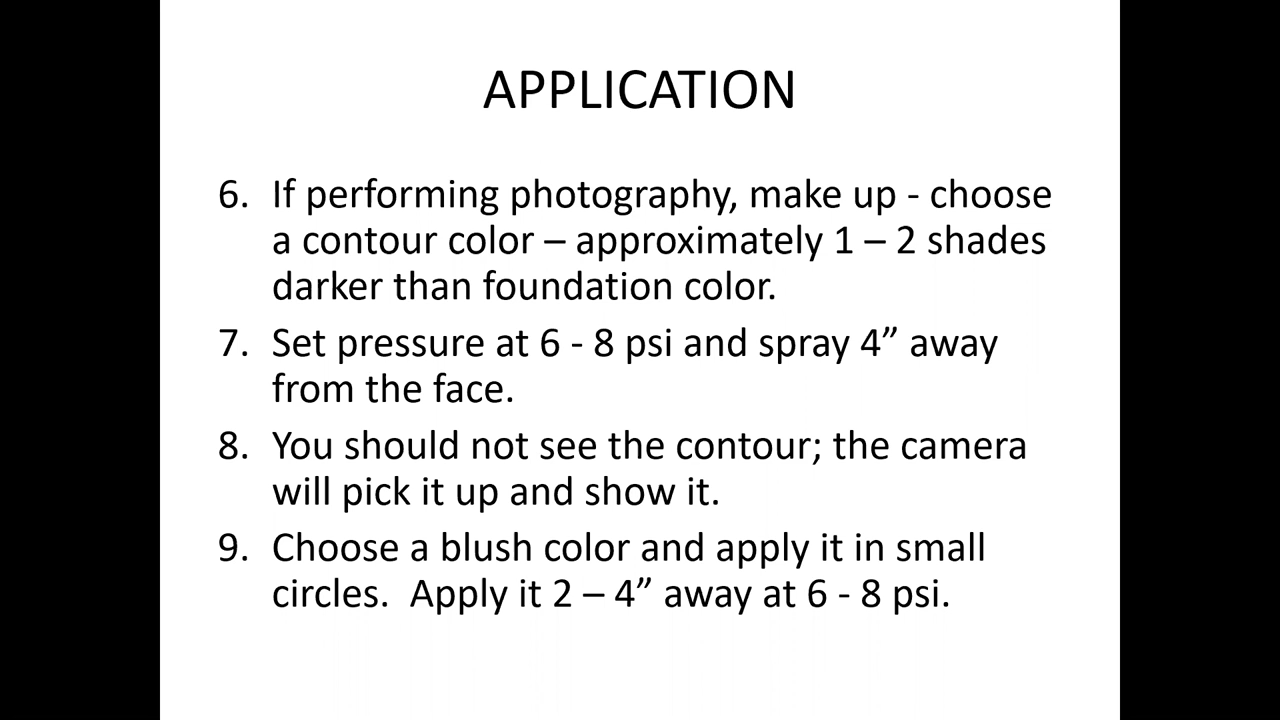 APPLICATION
6. If performing photography, make up - choose
a contour color – approximately 1 – 2 shades
darker than foundation color.
7. Set pressure at 6 - 8 psi and spray 4” away
from the face.
8. You should not see the contour; the camera
will pick it up and show it.
9. Choose a blush color and apply it in small
circles.  Apply it 2 – 4” away at 6 - 8 psi.